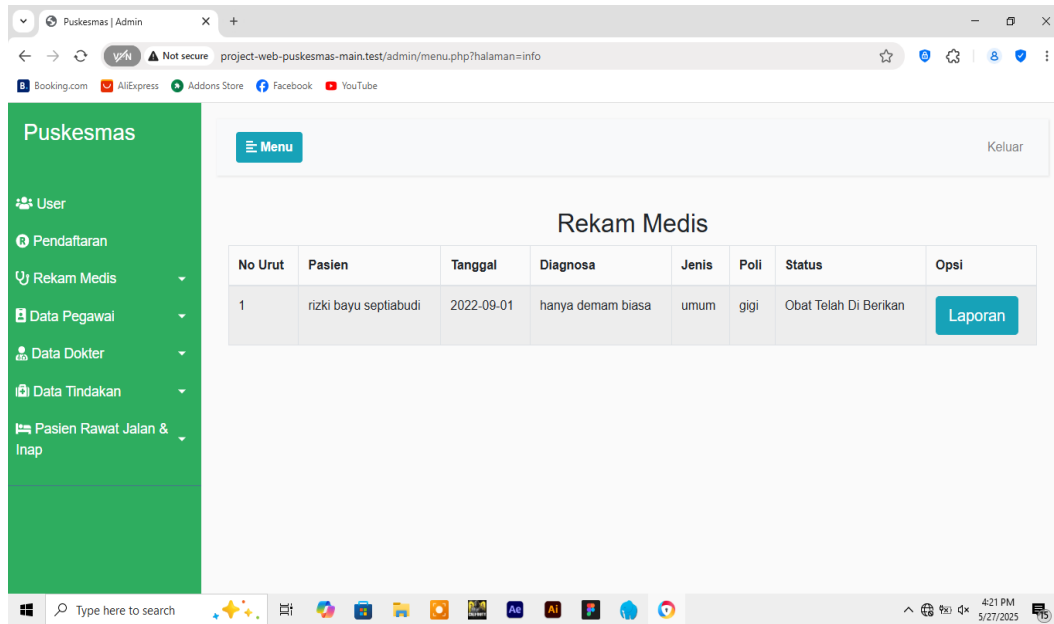 Puskesmas | Admin
VPN
Not secure
project-web-puskesmas-main.test/admin/menu.php?halaman=info
B.
Booking.com
AliExpress
Addons Store
Facebook
YouTube
Puskesmas
Menu
Keluar
User
Pendaftaran
Rekam Medis
Data Pegawai
Data Dokter
Data Tindakan
Pasien Rawat Jalan &
Inap
Rekam Medis
No Urut Pasien Tanggal Diagnosa Jenis Poli Status Opsi
1 rizki bayu septiabudi 2022-09-01 hanya demam biasa umum gigi Obat Telah Di Berikan Laporan
Type here to search
Ae
Ai
4:21 PM
5/27/2025
15